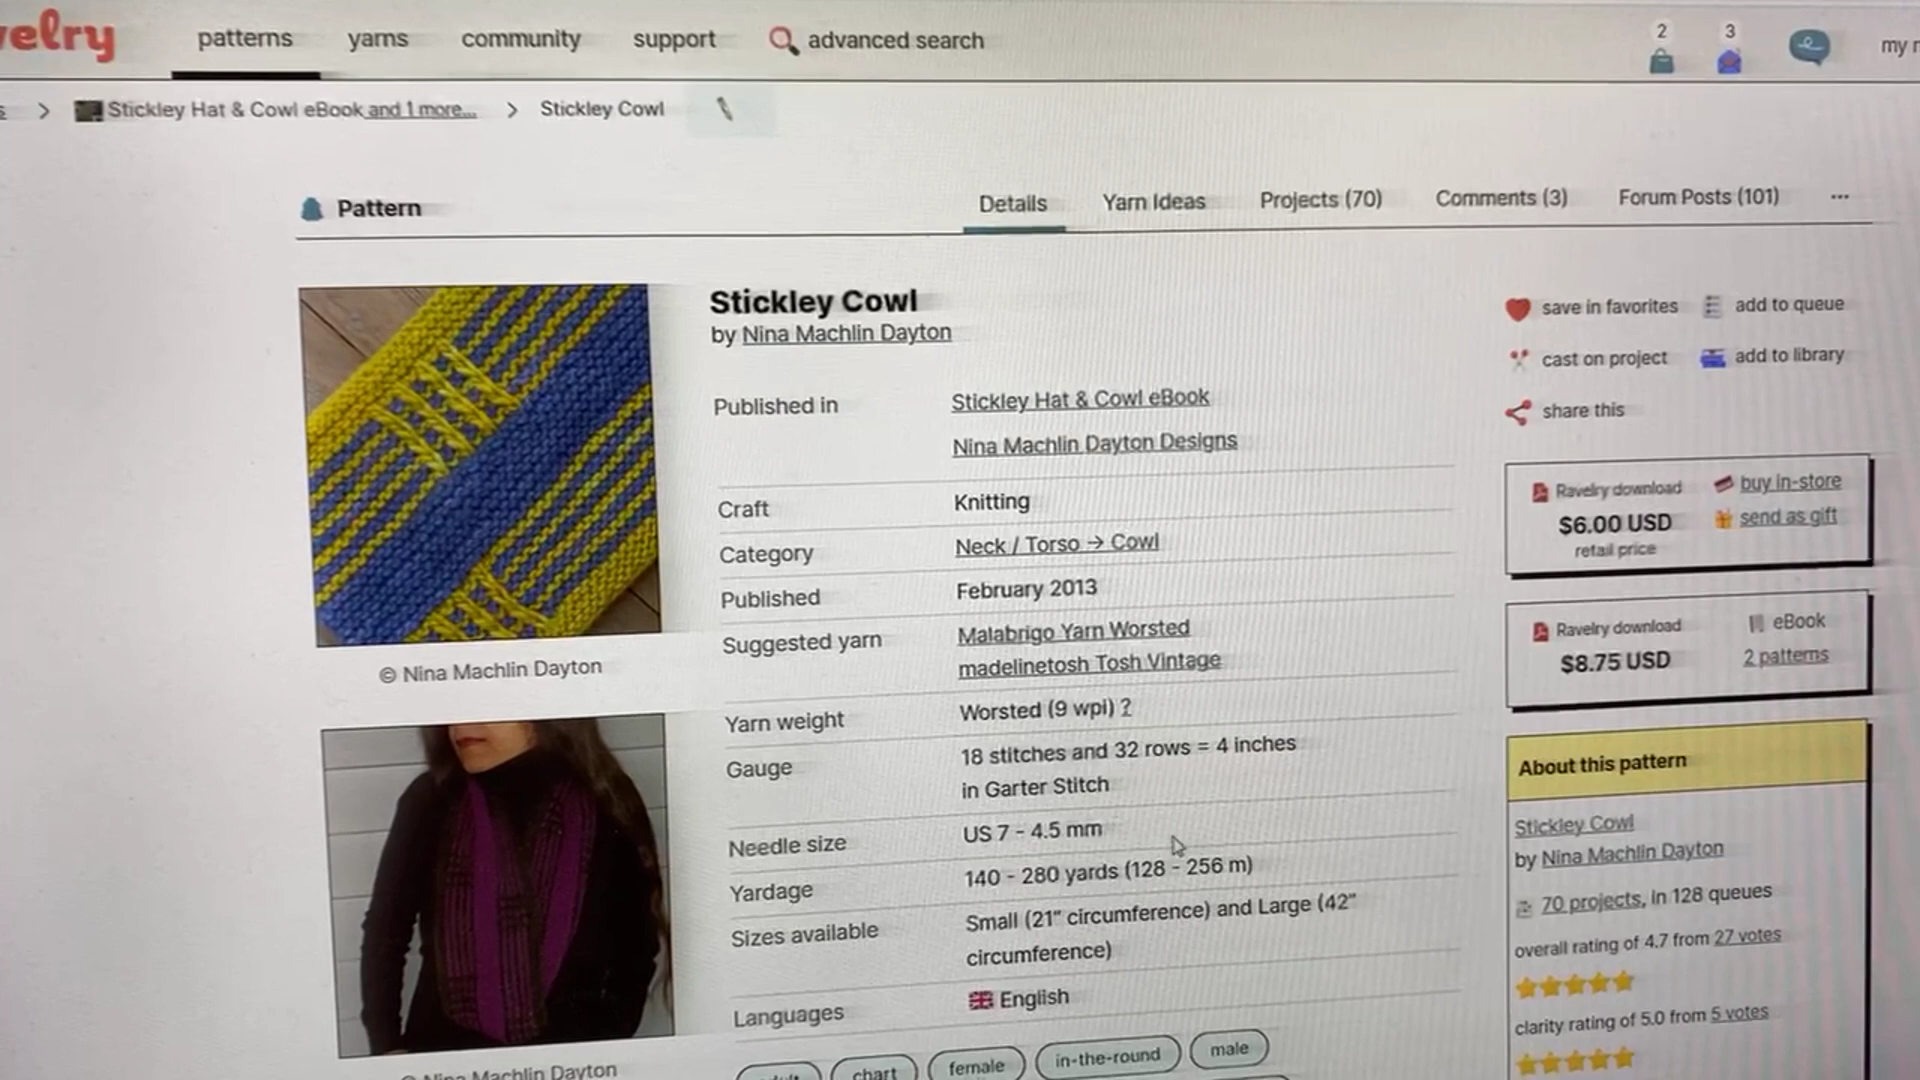 velry patterns yarns community support advanced search 2 3 my
Stickley Hat & Cowl eBook and 1 more... > Stickley Cowl
Pattern Details Yarn Ideas Projects (70) Comments (3) Forum Posts (101) ...
Stickley Cowl
by Nina Machlin Dayton
Published in Stickley Hat & Cowl eBook
Nina Machlin Dayton Designs
Craft Knitting
Category Neck / Torso → Cowl
Published February 2013
Suggested yarn Malabrigo Yarn Worsted
madelinetosh Tosh Vintage
Yarn weight Worsted (9 wpi) ?
Gauge 18 stitches and 32 rows = 4 inches
in Garter Stitch
Needle size US 7 - 4.5 mm
Yardage 140 - 280 yards (128 - 256 m)
Sizes available Small (21" circumference) and Large (42"
circumference)
Languages English
chart female in-the-round male
© Nina Machlin Dayton
Nina Machlin Dayton
save in favorites add to queue
cast on project add to library
share this
Ravelry download buy in-store
$6.00 USD send as gift
retail price
Ravelry download eBook
$8.75 USD 2 patterns
About this pattern
Stickley Cowl
by Nina Machlin Dayton
70 projects, in 128 queues
overall rating of 4.7 from 27 votes
clarity rating of 5.0 from 5 votes